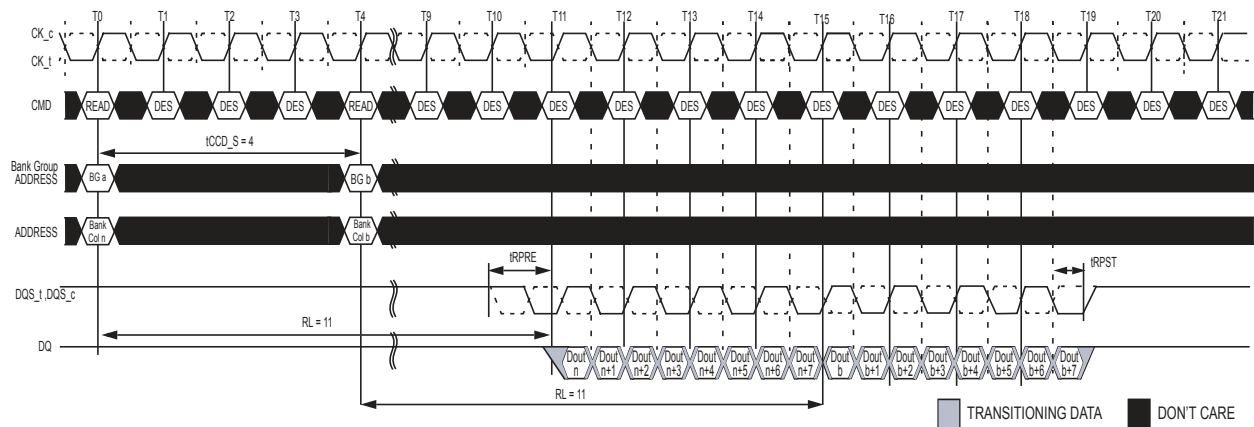 T0 T1 T2 T3 T4 T9 T10 T11 T12 T13 T14 T15 T16 T17 T18 T19 T20 T21
CK_c
CK_t
CMD READ DES DES DES READ DES DES DES DES DES DES DES DES DES DES DES DES DES
tCCD_S = 4
Bank Group
ADDRESS
BG a
BG b
ADDRESS
Bank
Col n
Bank
Col b
tRPRE
tRPST
DQS_t ,DQS_c
RL = 11
DQ
Dout
n
Dout
n+1
Dout
n+2
Dout
n+3
Dout
n+4
Dout
n+5
Dout
n+6
Dout
n+7
Dout
b
Dout
b+1
Dout
b+2
Dout
b+3
Dout
b+4
Dout
b+5
Dout
b+6
Dout
b+7
RL = 11
TRANSITIONING DATA
DON'T CARE